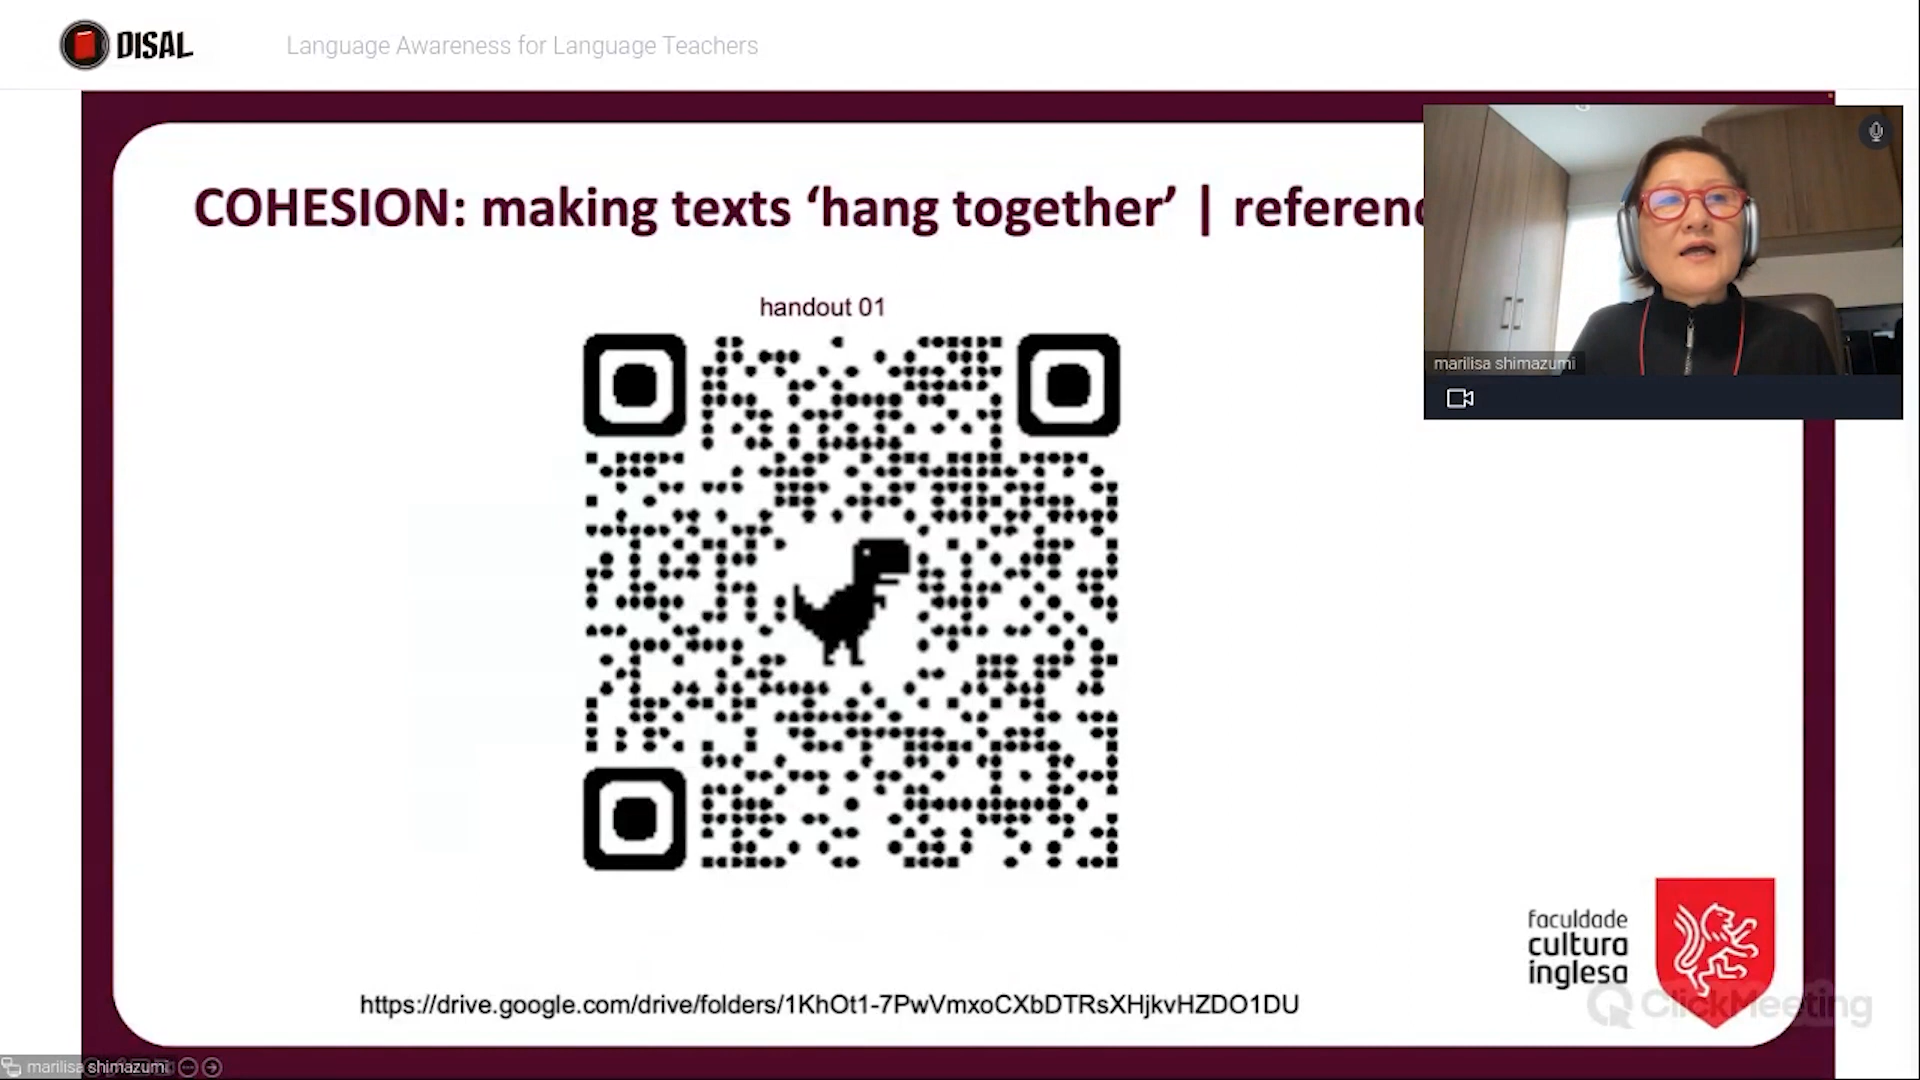 DISAL
Language Awareness for Language Teachers
COHESION: making texts ‘hang together’ | referenc
handout 01
marilisa shimazumi
https://drive.google.com/drive/folders/1KhOt1-7PwVmxoCXbDTRsXHjkvHZDO1DU
faculdade
cultura
inglesa
ClickMeeting
marilisa shimazumi